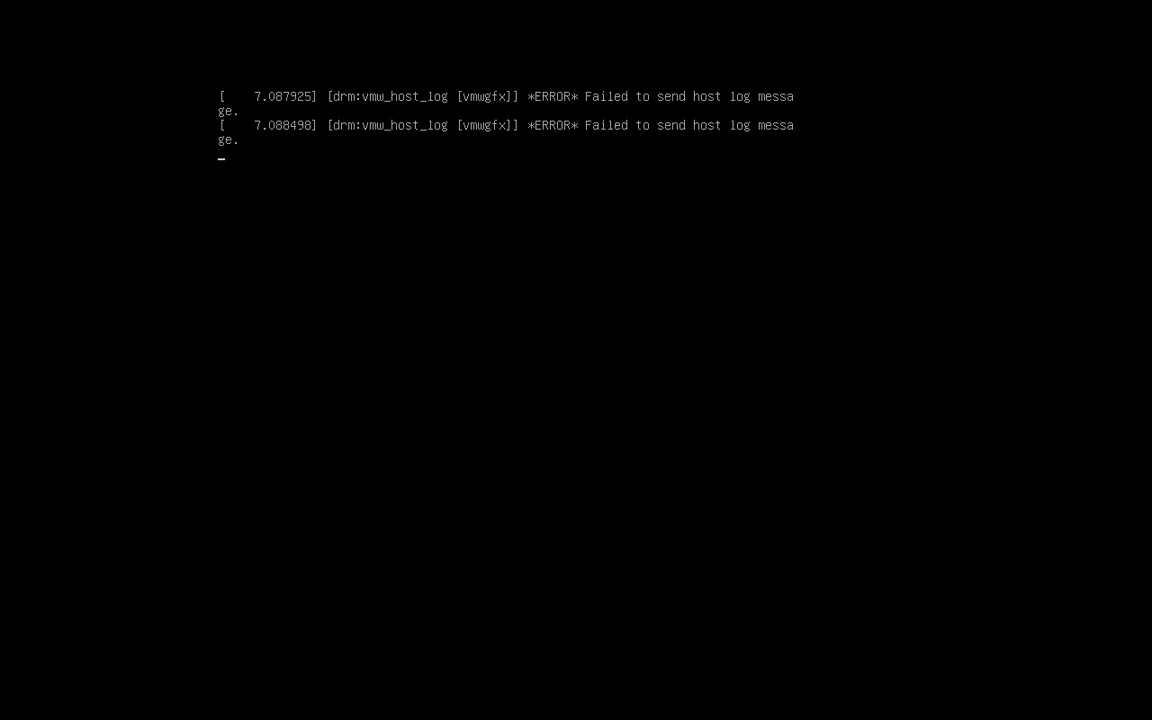 [    7.087925] [drm:vmw_host_log [vmwgfx]] *ERROR* Failed to send host log messa
ge.
[    7.088498] [drm:vmw_host_log [vmwgfx]] *ERROR* Failed to send host log messa
ge.